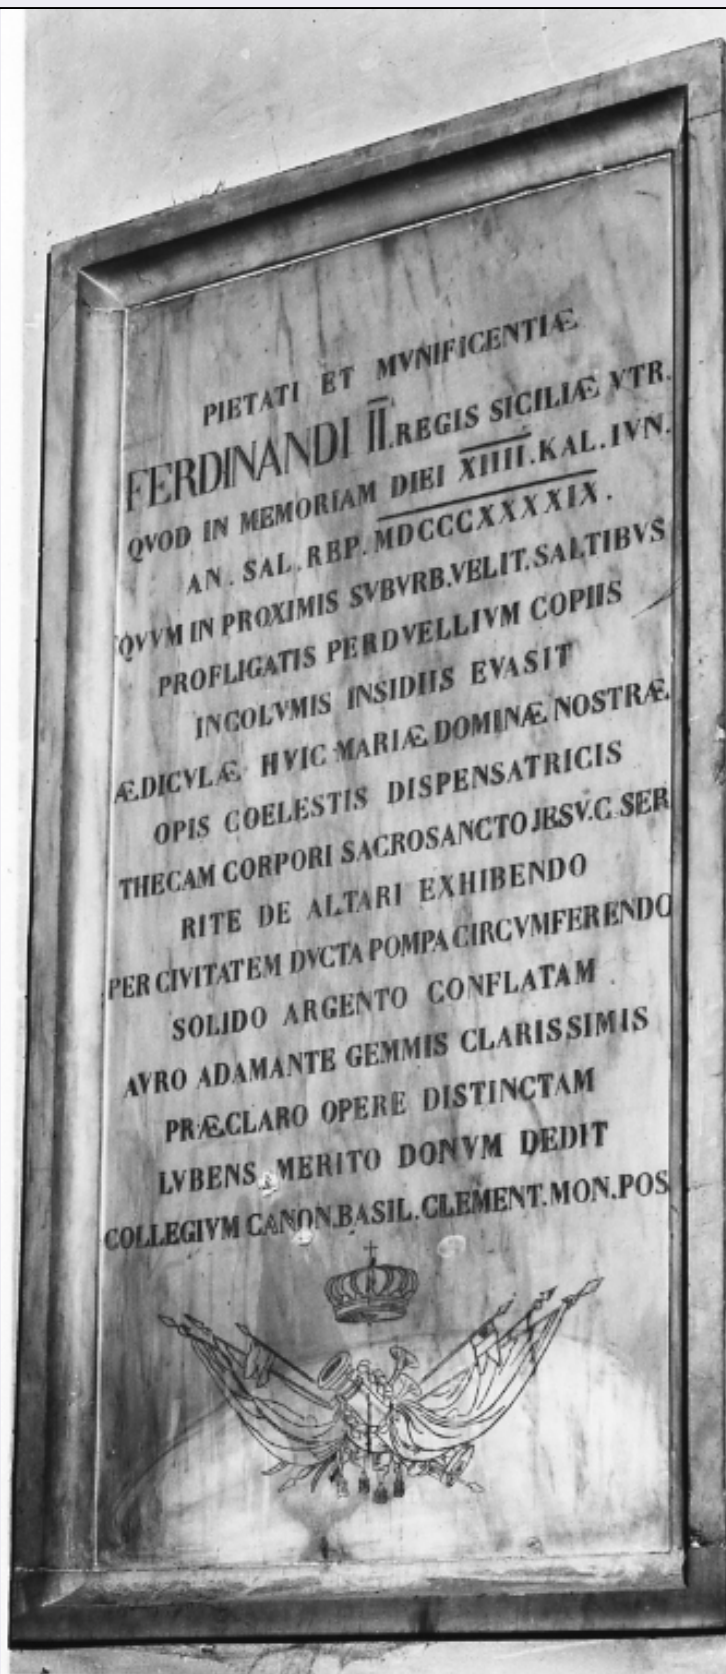 PIETATI ET MVNIFICENTIÆ
FERDINANDI II. REGIS SICILIÆ VTR.
QVOD IN MEMORIAM DIEI XIIII. KAL. IVN.
AN. SAL. RBP. MDCCCXXXXIX.
QVVM IN PROXIMIS SVBVRB. VELIT. SALTIBVS
PROFLIGATIS PERDVELLIVM COPIIS
INCOLVMIS INSIDIIS EVASIT
ÆDICVLÆ HVIC MARIÆ DOMINÆ NOSTRÆ
OPIS COELESTIS DISPENSATRICIS
THECAM CORPORI SACROSANCTO JESV. C. SER
RITE DE ALTARI EXHIBENDO
PER CIVITATEM DVCTA POMPA CIRCVMFERENDO
SOLIDO ARGENTO CONFLATAM
AVRO ADAMANTE GEMMIS CLARISSIMIS
PRÆCLARO OPERE DISTINCTAM
LVBENS MERITO DONVM DEDIT
COLLEGIVM CANON. BASIL. CLEMENT. MON. POS